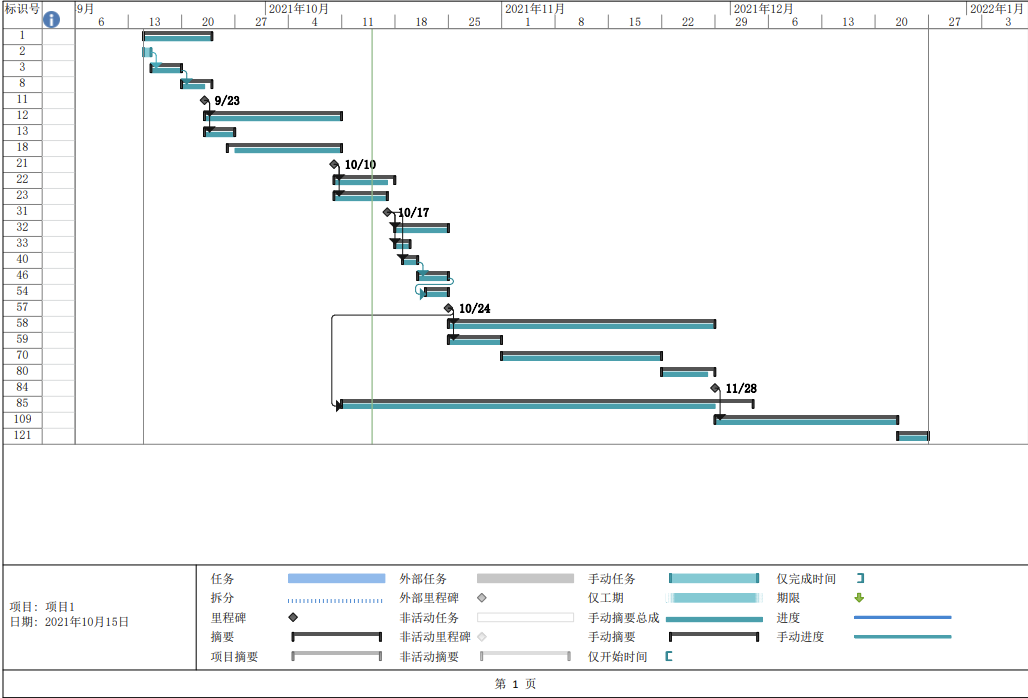 标识号
9月 2021年10月 2021年11月 2021年12月 2022年1月
6 13 20 27 4 11 18 25 1 8 15 22 29 6 13 20 27 3
1
2
3
8
11 9/23
12
13
18
21 10/10
22
23
31 10/17
32
33
40
46
54
57 10/24
58
59
70
80
84 11/28
85
109
121
项目: 项目1
日期: 2021年10月15日
任务 外部任务 手动任务 仅完成时间
拆分 外部里程碑 仅工期 期限
里程碑 非活动任务 手动摘要总成 进度
摘要 非活动里程碑 手动摘要 手动进度
项目摘要 非活动摘要 仅开始时间
第 1 页